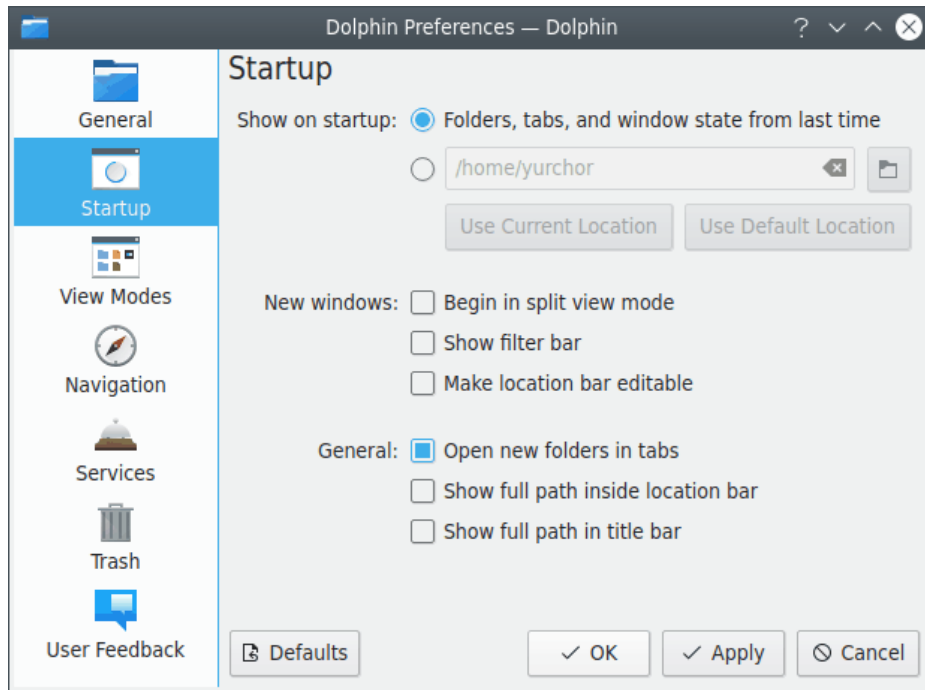 Dolphin Preferences — Dolphin
General
Startup
View Modes
Navigation
Services
Trash
User Feedback
Startup
Show on startup: Folders, tabs, and window state from last time
/home/yurchor
Use Current Location Use Default Location
New windows: Begin in split view mode
Show filter bar
Make location bar editable
General: Open new folders in tabs
Show full path inside location bar
Show full path in title bar
Defaults OK Apply Cancel